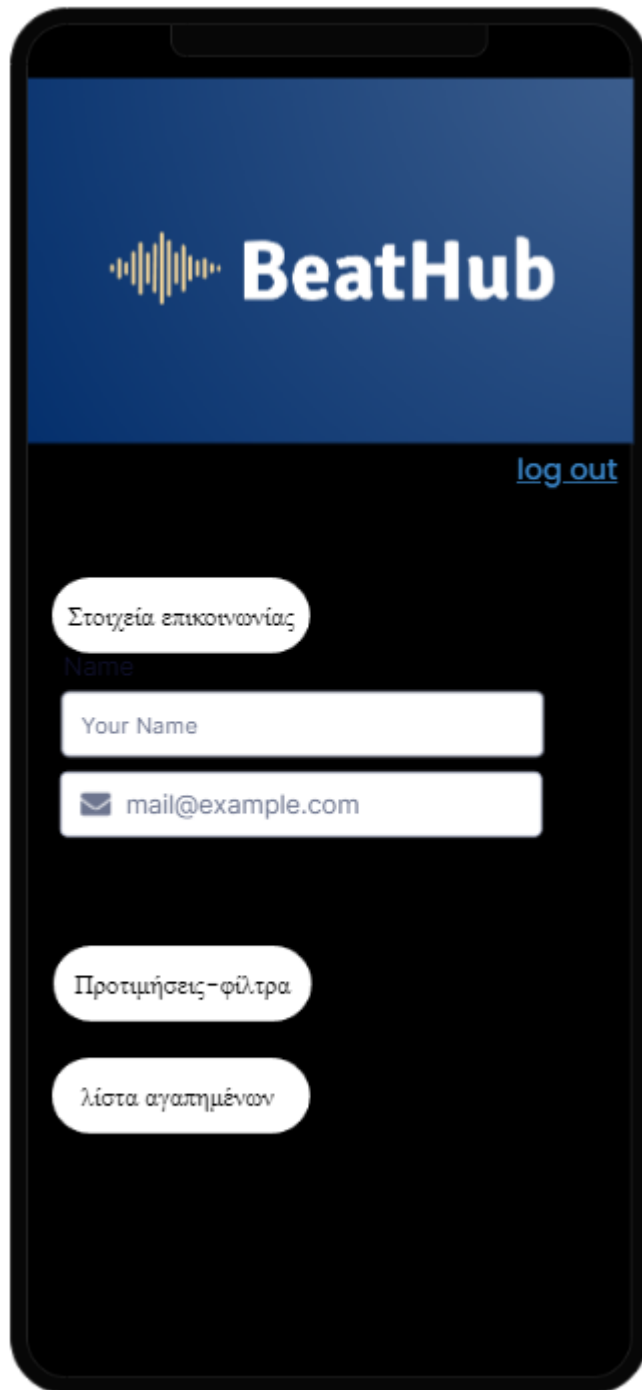 BeatHub
log out
Στοιχεία επικοινωνίας
Name
Your Name
mail@example.com
Προτιμήσεις-φίλτρα
λίστα αγαπημένων